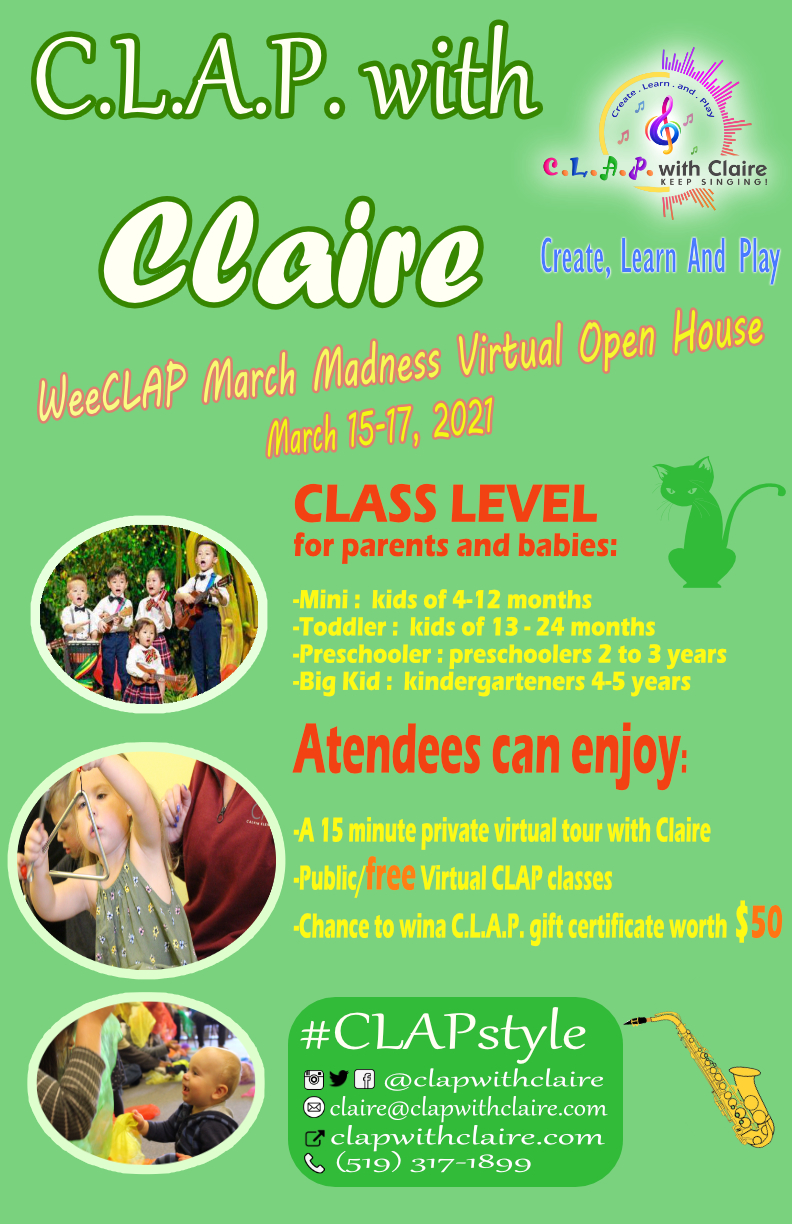 C.L.A.P. with
Create . Learn . and . Play
C.L.A.P. with Claire
KEEP SINGING!
Claire
Create, Learn And Play
WeeCLAP March Madness Virtual Open House
March 15-17, 2021
CLASS LEVEL
for parents and babies:
-Mini : kids of 4-12 months
-Toddler : kids of 13 - 24 months
-Preschooler : preschoolers 2 to 3 years
-Big Kid : kindergarteners 4-5 years
Atendees can enjoy:
-A 15 minute private virtual tour with Claire
-Public/free Virtual CLAP classes
-Chance to wina C.L.A.P. gift certificate worth $50
#CLAPstyle
@clapwithclaire
claire@clapwithclaire.com
clapwithclaire.com
(519) 317-1899